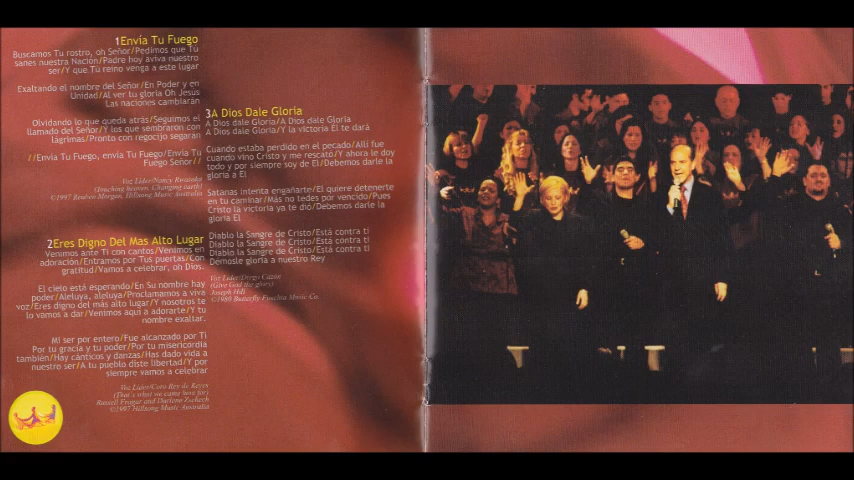 1Envía Tu Fuego
Buscamos Tu rostro, oh Señor/Pedimos que Tú
sanes nuestra Nación/Padre hoy aviva nuestro
ser/Y que Tu reino venga a este lugar
Exaltando el nombre del Señor/En Poder y en
Unidad/Al ver tu gloria Oh Jesus
Las naciones cambiarán
Olvidando lo que queda atrás/Seguimos el
llamado del Señor/Y los que sembraron con
lágrimas/Pronto con regocijo segarán
//Envía Tu Fuego, envía Tu Fuego/Envía Tu
Fuego Señor//
Voz Lider/Nancy
(Touching heaven, Changing earth)
©1997 Reuben Morgan, Hillsong Music Australia
2Eres Digno Del Mas Alto Lugar
Venimos ante Ti con cantos/Venimos en
adoración/Entramos por Tus puertas/Con
gratitud/Vamos a celebrar, oh Dios.
El cielo está esperando/En Su nombre hay
poder/Aleluya, aleluya/Proclamamos a viva
voz/Eres digno del más alto lugar/Y nosotros te
lo vamos a dar/Venimos aquí a adorarte/Y tu
nombre exaltar.
Mi ser por entero/Fue alcanzado por Ti
Por tu gracia y tu poder/Por tu misericordia
también/Hay cánticos y danzas/Has dado vida a
nuestro ser/A tu pueblo diste libertad/Y por
siempre vamos a celebrar
Voz Lider/Coro Rey de Reyes
(That's what we came here for)
Russell Fragar and Darlene Zschech
©1997 Hillsong Music Australia
3A Dios Dale Gloria
A Dios dale Gloria/A Dios dale Gloria
A Dios dale Gloria/Y la victoria El te dará
Cuando estaba perdido en el pecado/Allí fue
cuando vino Cristo y me rescató/Y ahora le doy
todo y por siempre soy de El/Debemos darle la
gloria a El
Satanas intenta engañarte/El quiere detenerte
en tu caminar/Más no tedes por vencido/Pues
Cristo la victoria ya te dió/Debemos darle la
gloria El
Diablo la Sangre de Cristo/Está contra ti
Diablo la Sangre de Cristo/Está contra ti
Diablo la Sangre de Cristo/Está contra ti
Demosle gloria a nuestro Rey
Voz Lider/Diego
(Give God the glory)
Joseph Hill
©1980 Butterfly Music Co